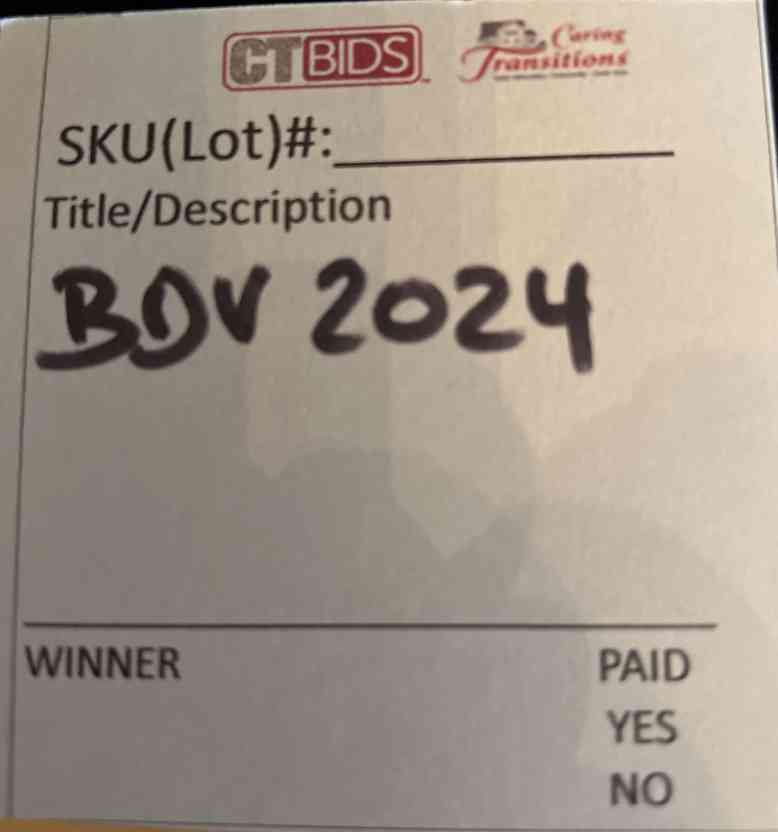 CTBIDS Caring Transitions
SKU(Lot)#:
Title/Description
BDV 2024
WINNER PAID
YES
NO